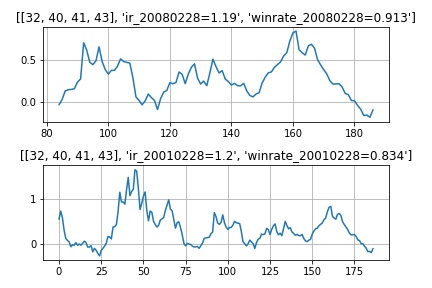 [[32, 40, 41, 43], 'ir_20080228=1.19', 'winrate_20080228=0.913']
0.5
0.0
80 100 120 140 160 180
[[32, 40, 41, 43], 'ir_20010228=1.2', 'winrate_20010228=0.834']
1
0
0 25 50 75 100 125 150 175